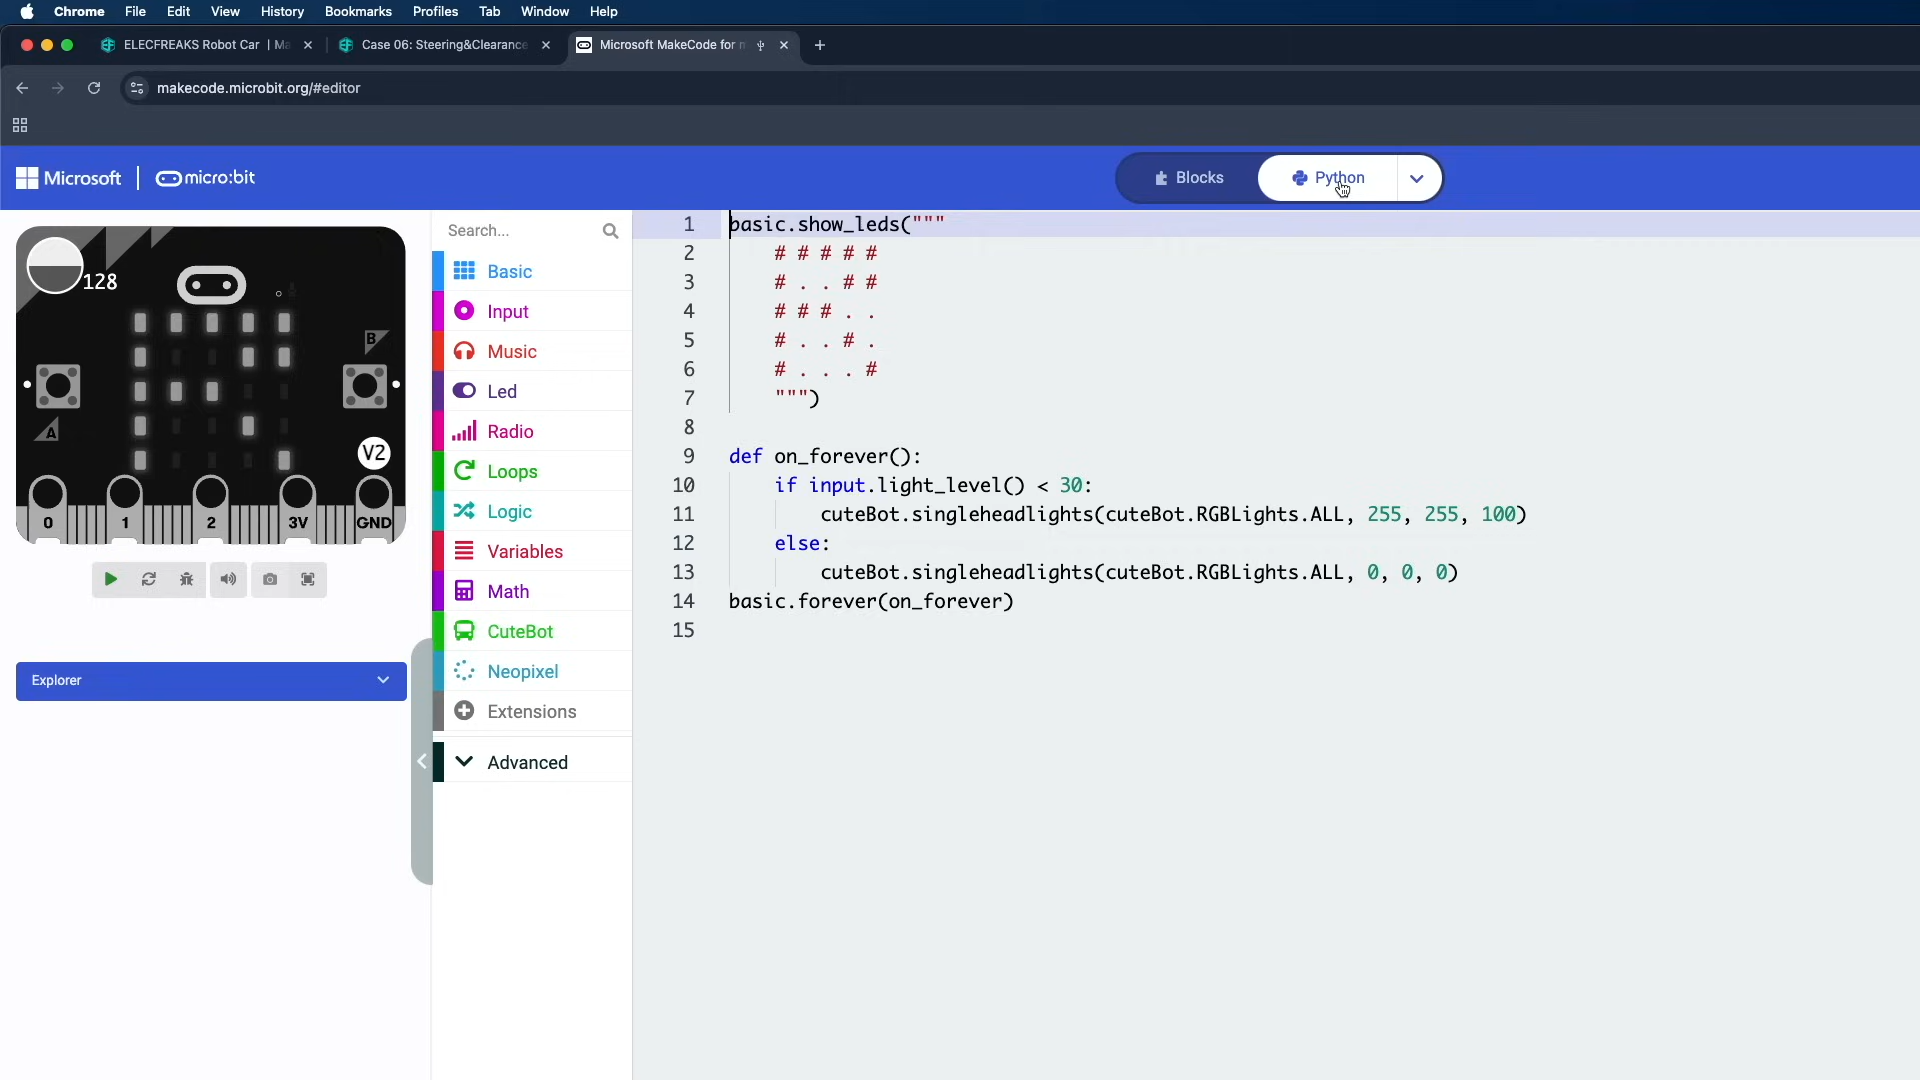 Chrome File Edit View History Bookmarks Profiles Tab Window Help
ELECFREAKS Robot Car | Ma
Case 06: Steering&Clearance
Microsoft MakeCode for m
makecode.microbit.org/#editor
Microsoft | micro:bit
Blocks
Python
128
B
A
V2
0 1 2 3V GND
Explorer
Search...
Basic
Input
Music
Led
Radio
Loops
Logic
Variables
Math
CuteBot
Neopixel
Extensions
Advanced
1 basic.show_leds("""
2 # # # # #
3 # . . # #
4 # # # . .
5 # . . # .
6 # . . . #
7 """)
8
9 def on_forever():
10 if input.light_level() < 30:
11 cuteBot.singleheadlights(cuteBot.RGBLights.ALL, 255, 255, 100)
12 else:
13 cuteBot.singleheadlights(cuteBot.RGBLights.ALL, 0, 0, 0)
14 basic.forever(on_forever)
15